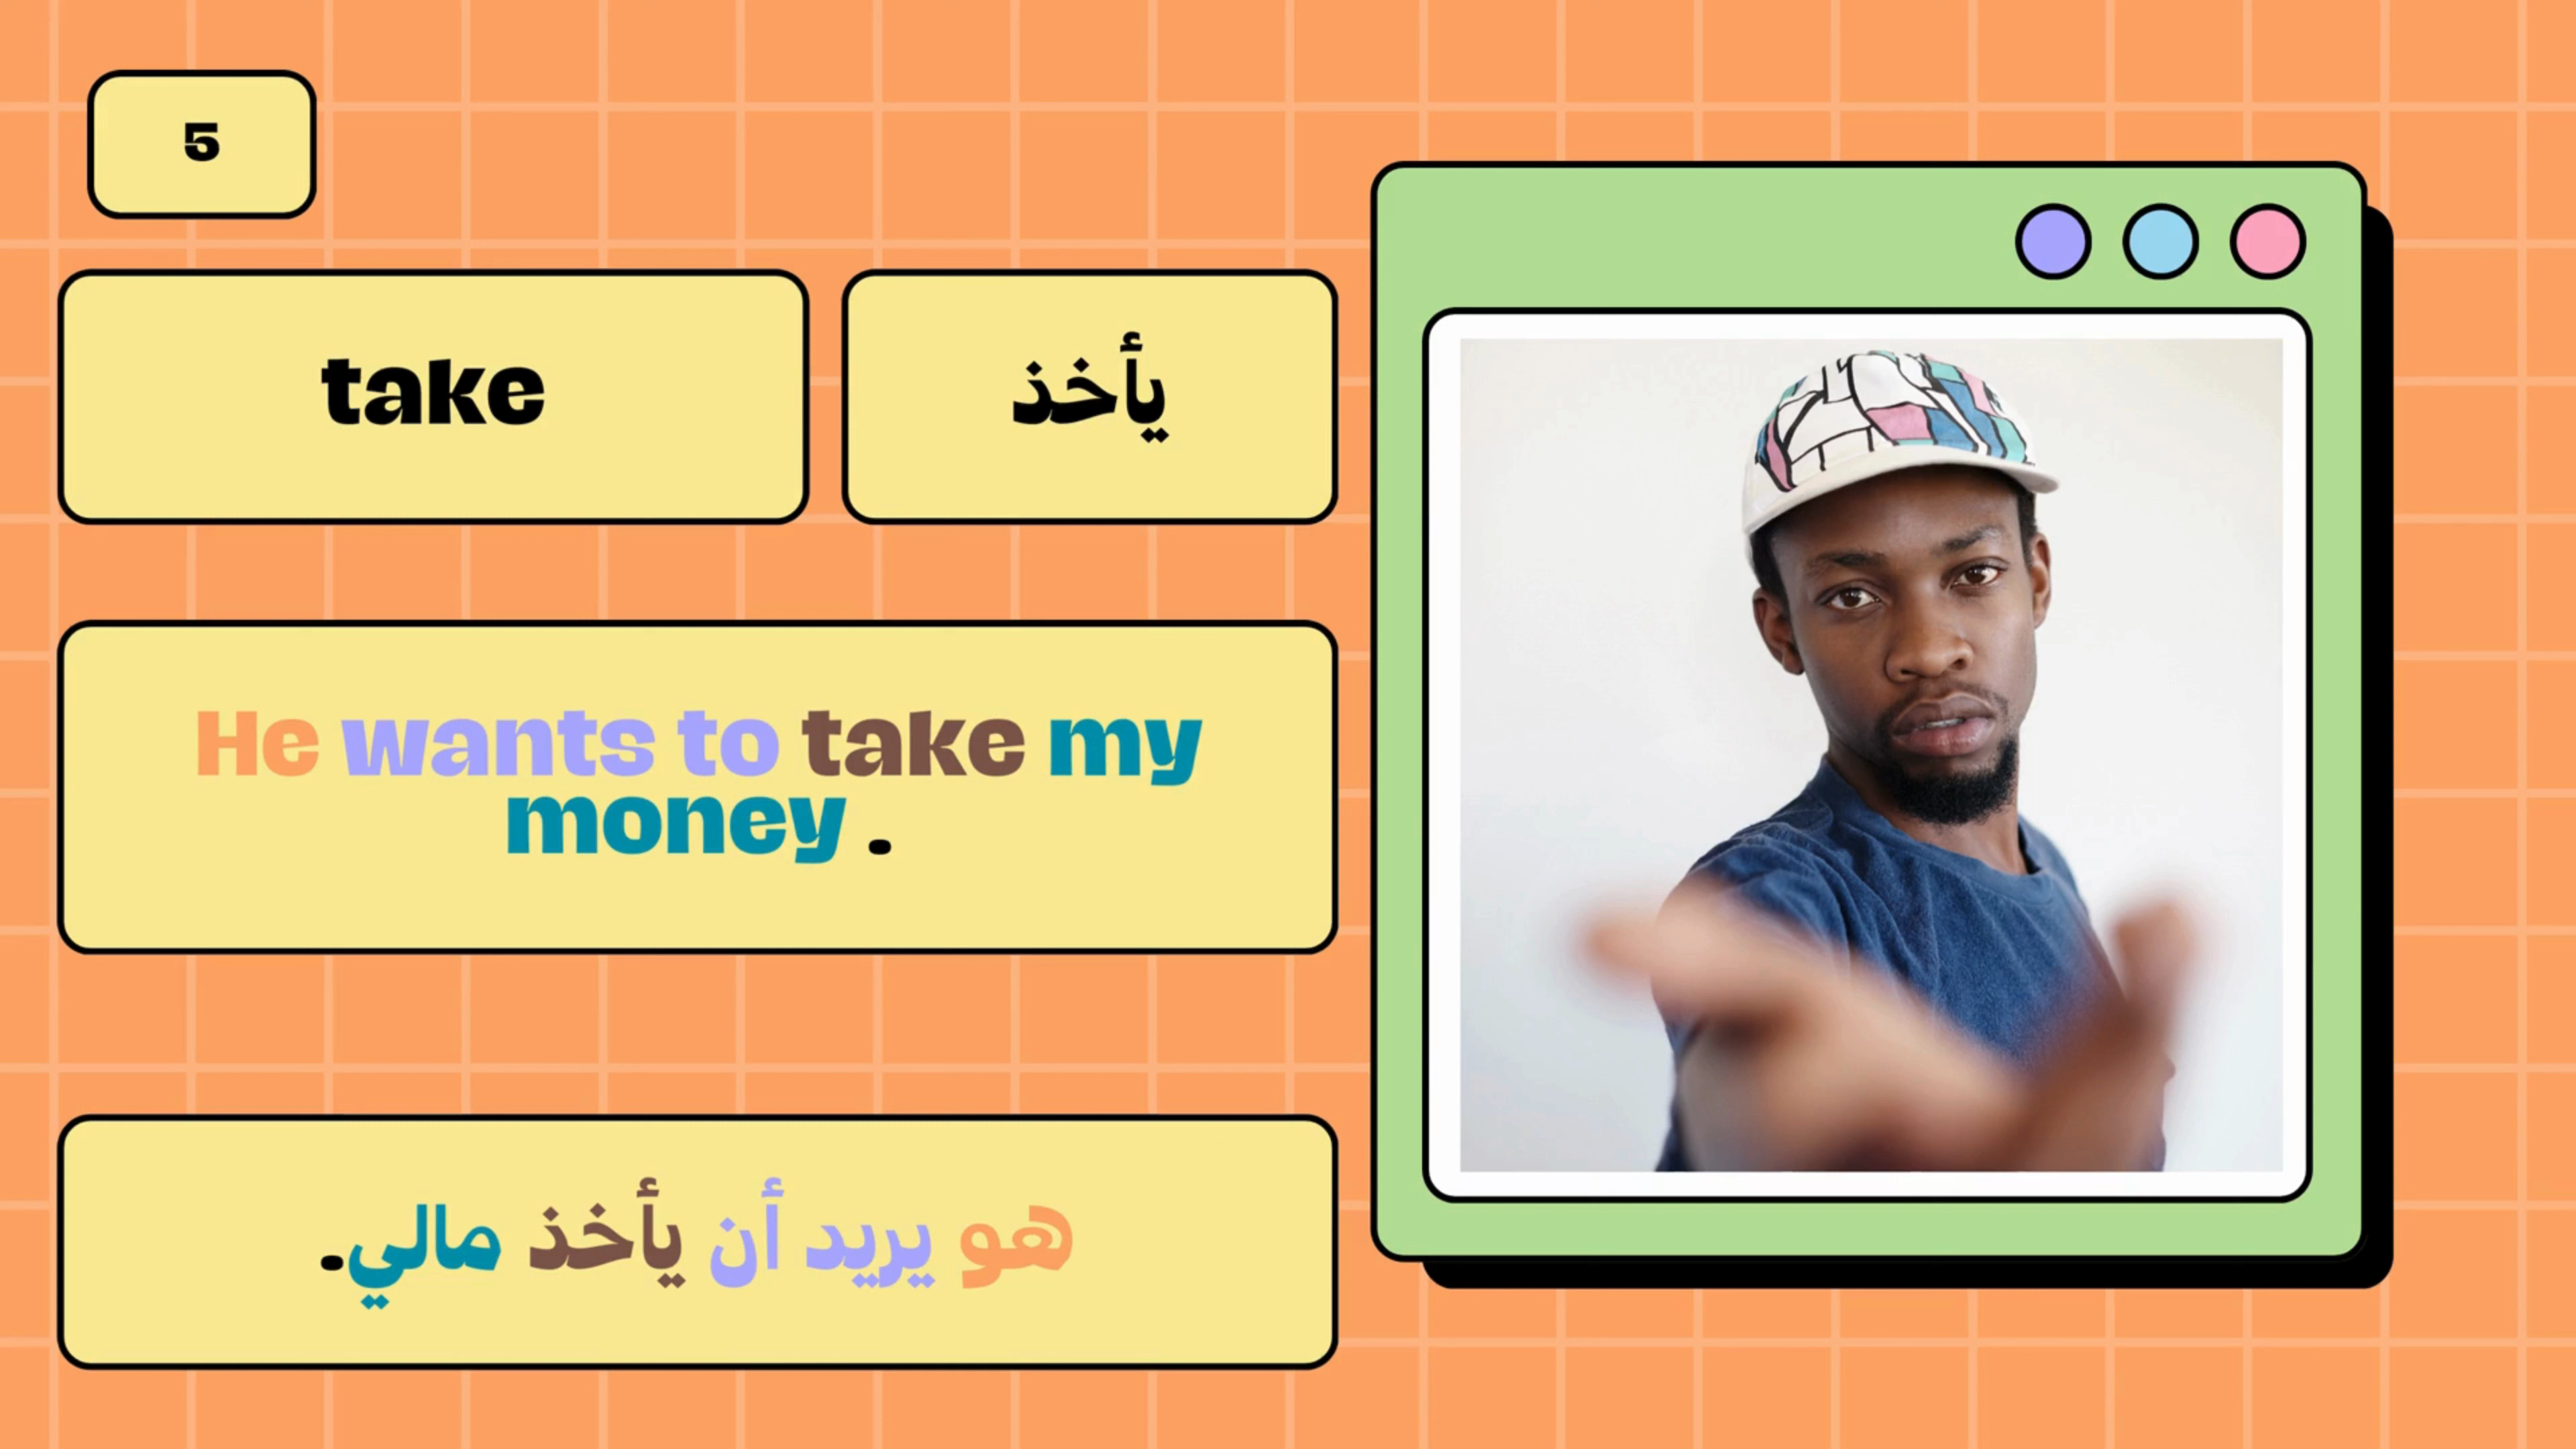 5
take
يأخذ
He wants to take my
money .
هو يريد أن يأخذ مالي.